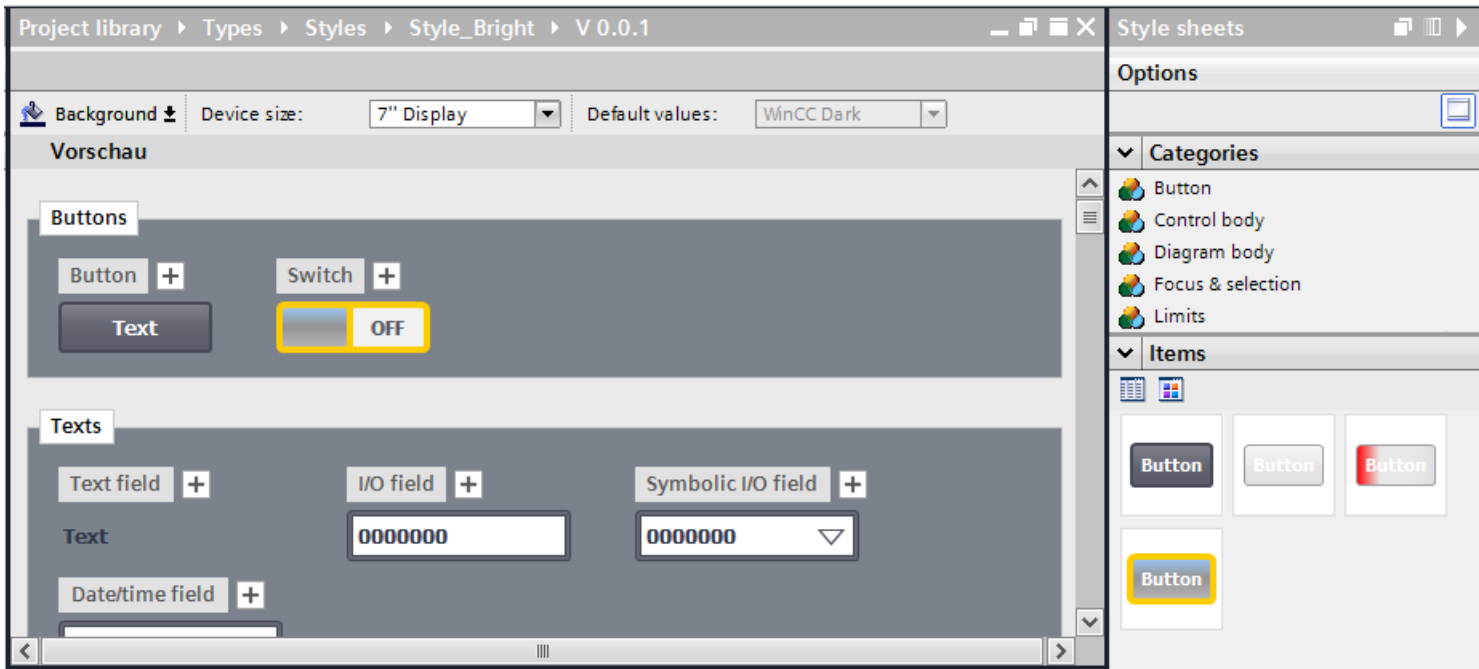 Project library ▸ Types ▸ Styles ▸ Style_Bright ▸ V 0.0.1
Background
Device size:
7'' Display
Default values:
WinCC Dark
Vorschau
Buttons
Button
Switch
Text
OFF
Texts
Text field
I/O field
Symbolic I/O field
Text
0000000
0000000
Date/time field
Style sheets
Options
Categories
Button
Control body
Diagram body
Focus & selection
Limits
Items
Button
Button
Button
Button